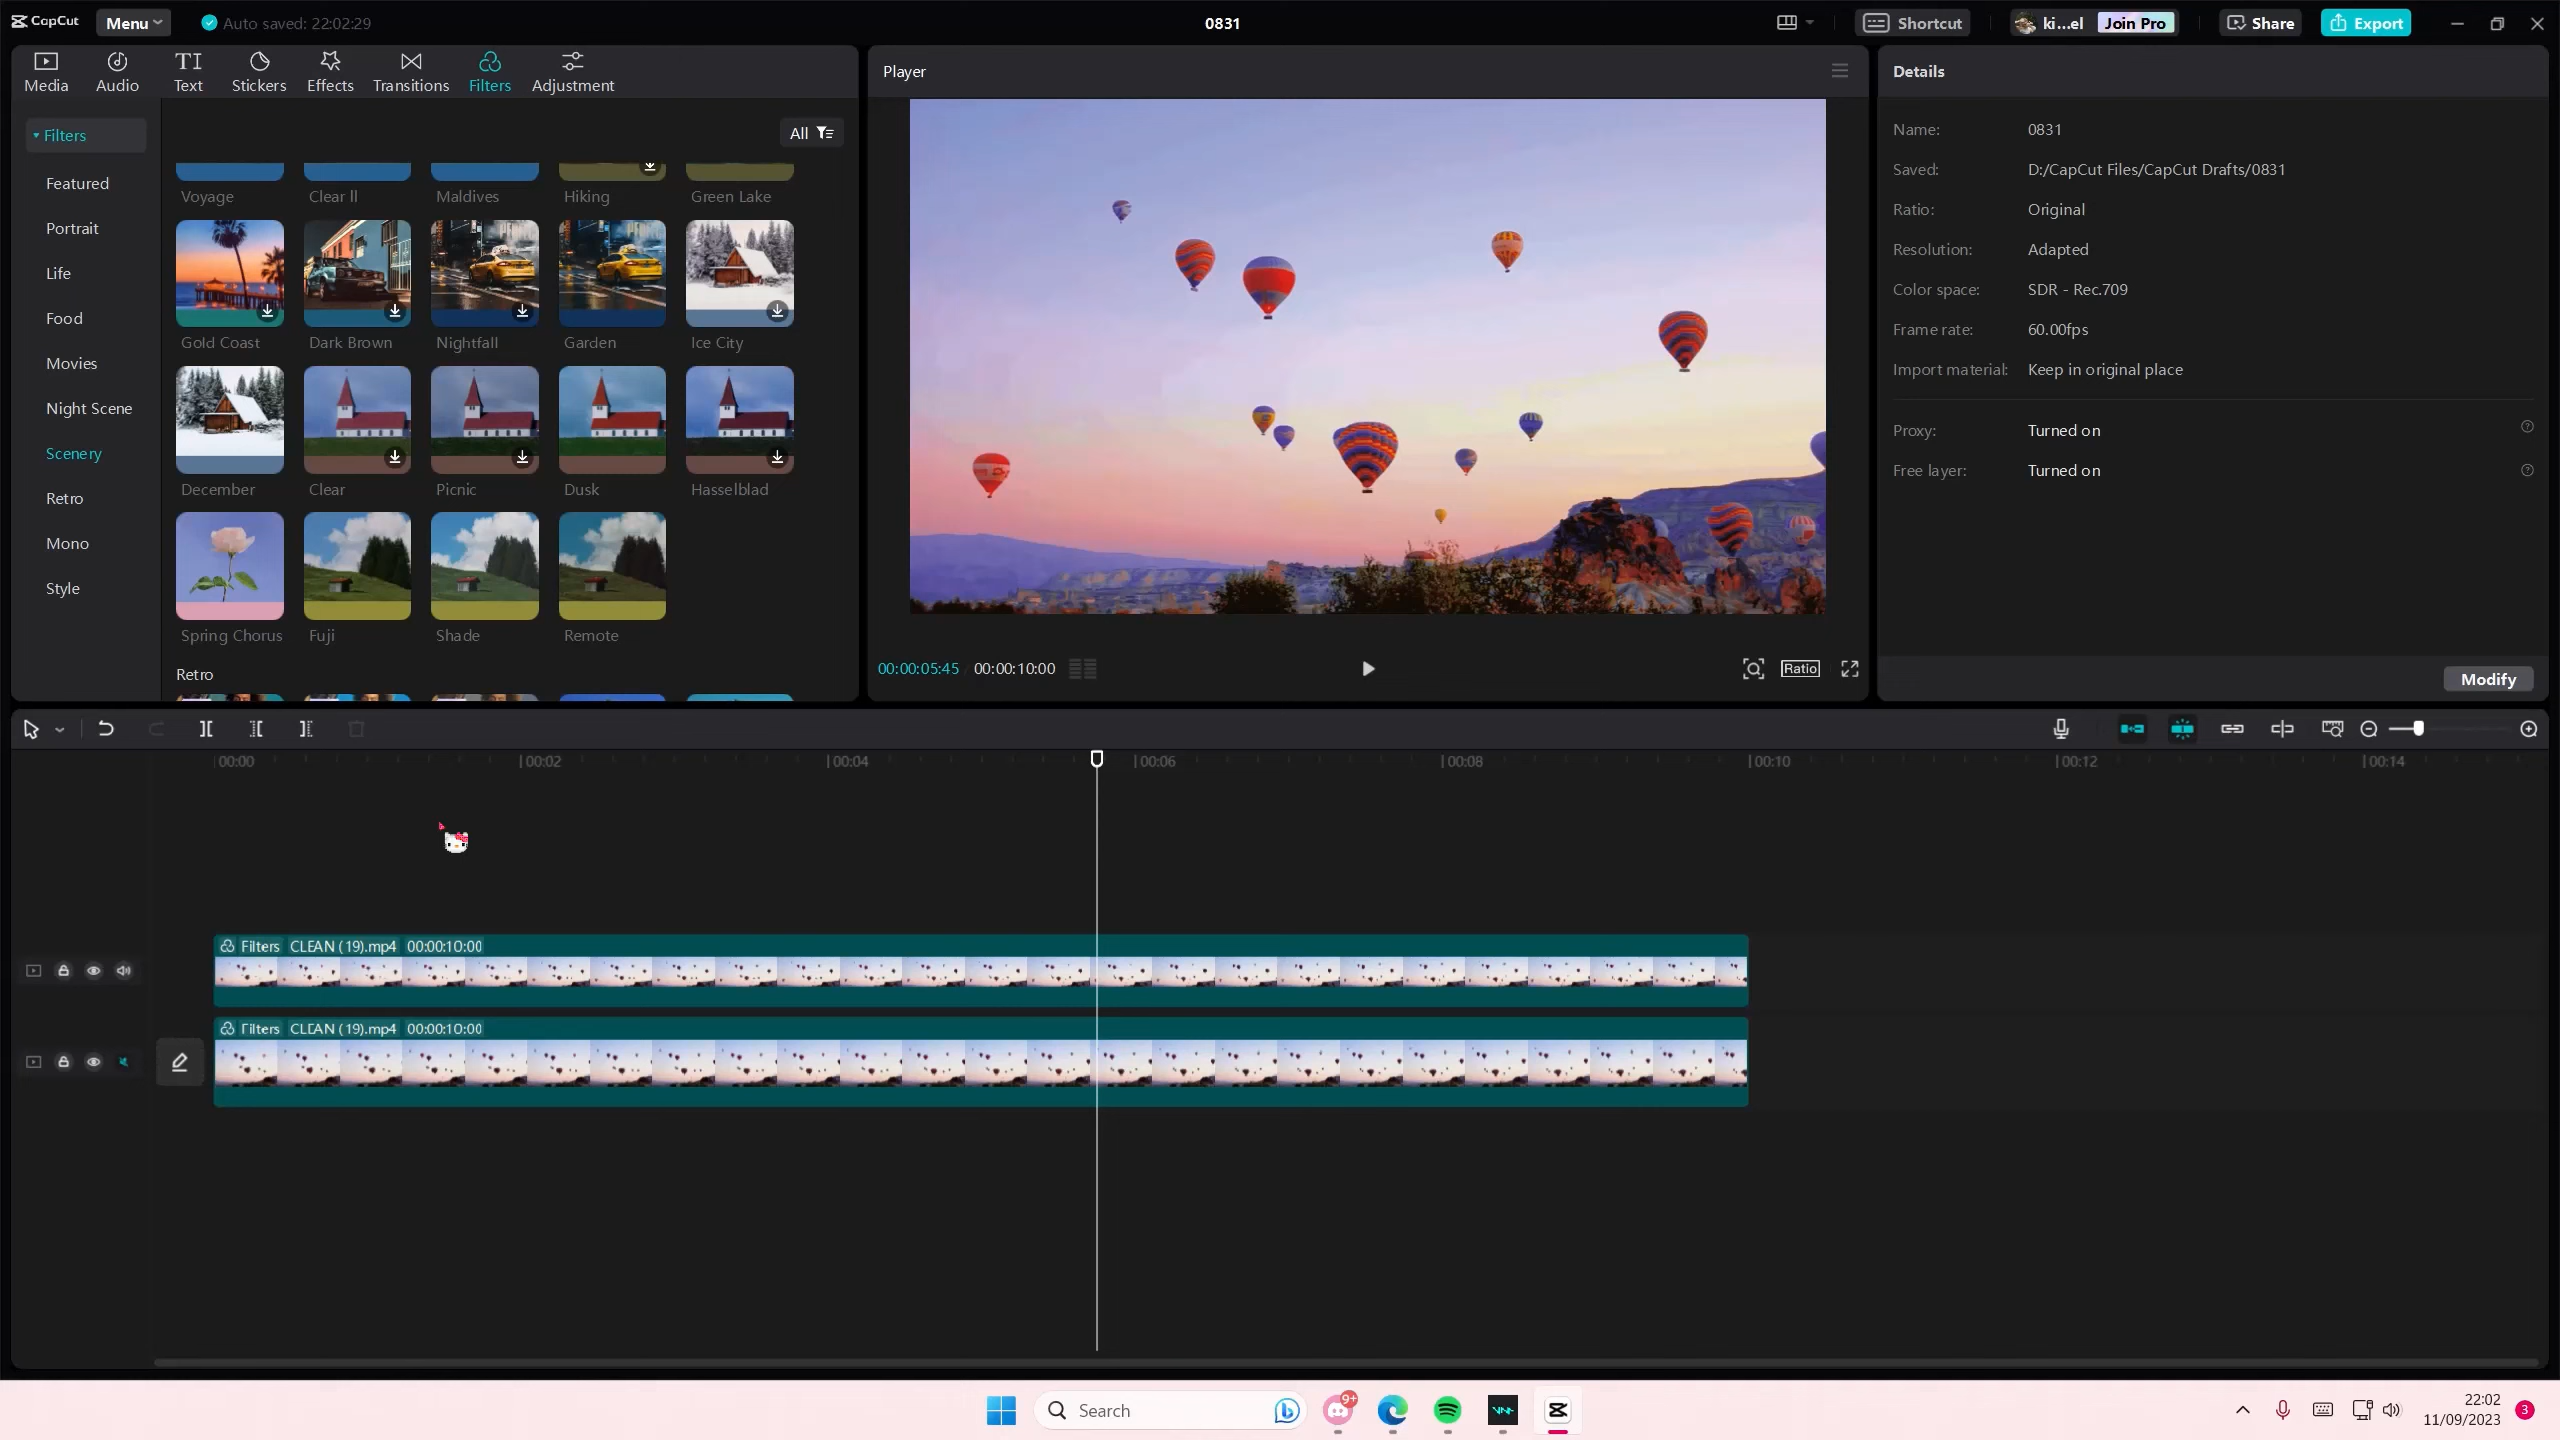 CapCut
Menu
Auto saved: 22:02:29
0831
Shortcut
ki...el
Join Pro
Share
Export
Media
Audio
Text
Stickers
Effects
Transitions
Filters
Adjustment
Filters
Featured
Portrait
Life
Food
Movies
Night Scene
Scenery
Retro
Mono
Style
All
Voyage
Clear ll
Maldives
Hiking
Green Lake
Gold Coast
Dark Brown
Nightfall
Garden
Ice City
December
Clear
Picnic
Dusk
Hasselblad
Spring Chorus
Fuji
Shade
Remote
Retro
Player
00:00:05:45
00:00:10:00
Ratio
Details
Name: 0831
Saved: D:/CapCut Files/CapCut Drafts/0831
Ratio: Original
Resolution: Adapted
Color space: SDR - Rec.709
Frame rate: 60.00fps
Import material: Keep in original place
Proxy: Turned on
Free layer: Turned on
Modify
00:00
00:02
00:04
00:06
00:08
00:10
00:12
00:14
Filters CLEAN (19).mp4 00:00:10:00
Filters CLEAN (19).mp4 00:00:10:00
Search
9+
22:02
11/09/2023
3